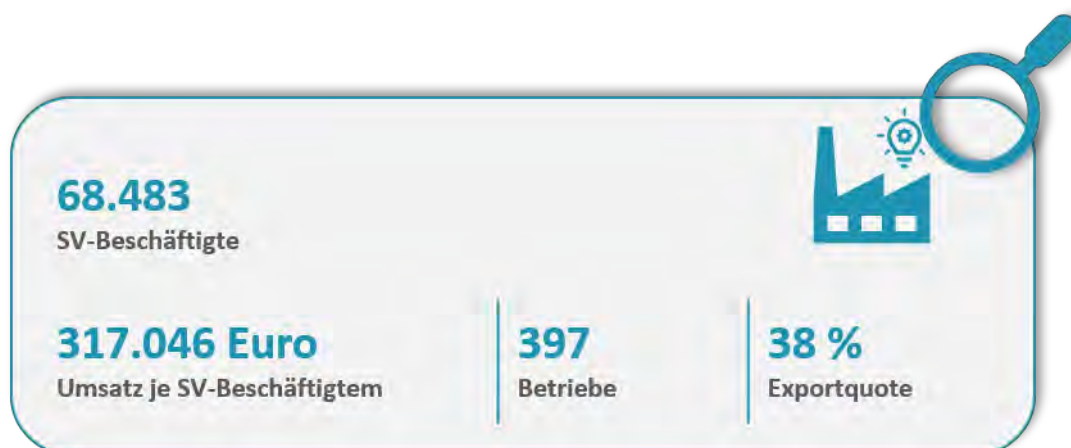 68.483
SV-Beschäftigte
317.046 Euro
Umsatz je SV-Beschäftigtem
397
Betriebe
38 %
Exportquote